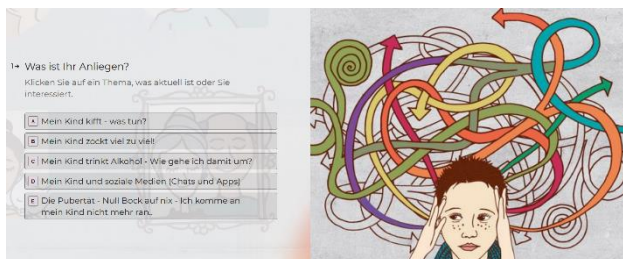 1→ Was ist Ihr Anliegen?
Klicken Sie auf ein Thema, was aktuell ist oder Sie
interessiert.
A Mein Kind kifft - was tun?
B Mein Kind zockt viel zu viel!
C Mein Kind trinkt Alkohol - Wie gehe ich damit um?
D Mein Kind und soziale Medien (Chats und Apps)
E Die Pubertät - Null Bock auf nix - Ich komme an
mein Kind nicht mehr ran.